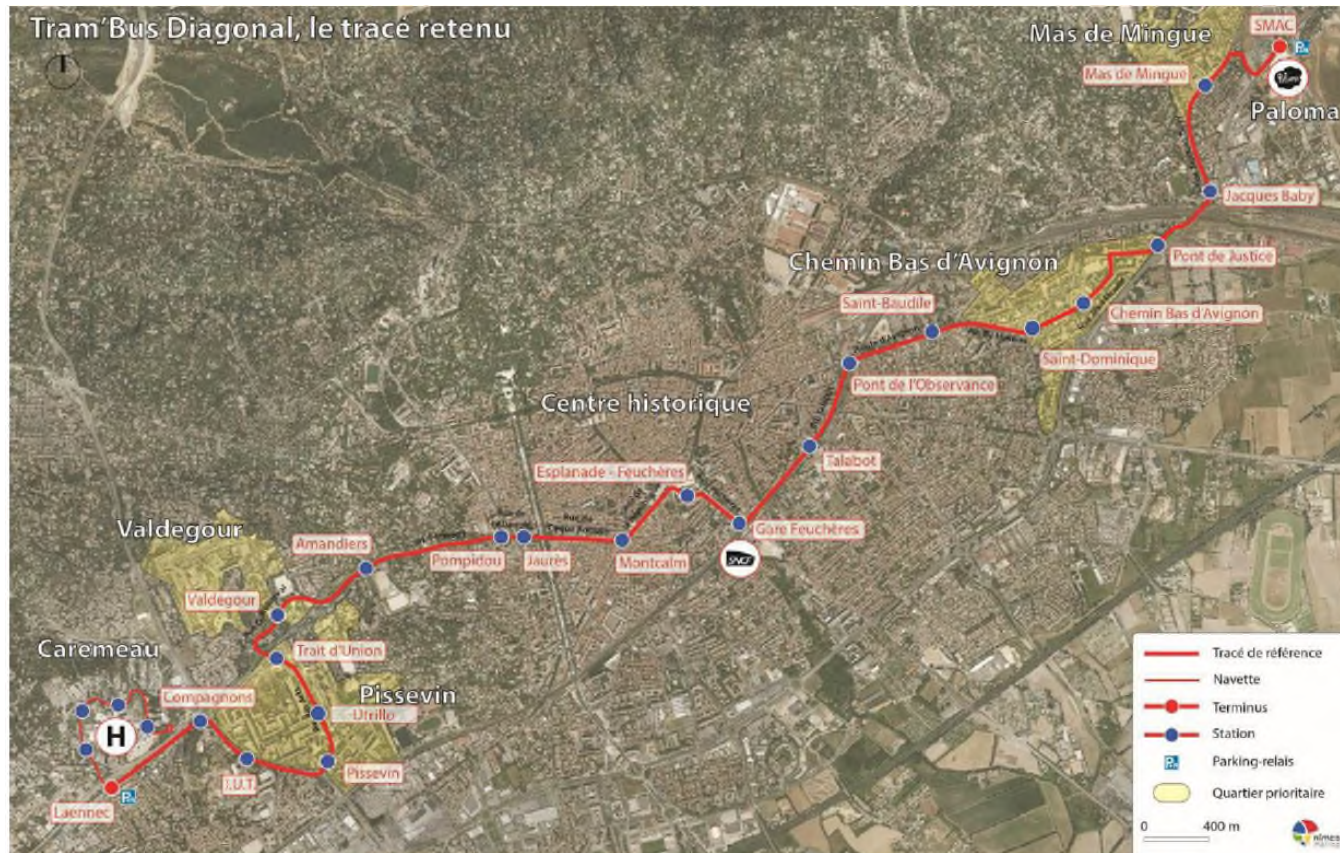 Tram'Bus Diagonal, le tracé retenu
Mas de Mingue
SMAC
Mas de Mingue
Paloma
Jacques Baby
Chemin Bas d'Avignon
Pont de Justice
Saint-Baudile
Chemin Bas d'Avignon
Saint-Dominique
Route d'Avignon
Pont de l'Observance
Centre historique
Talabot
Esplanade - Feuchères
Gare Feuchères
SNCF
Valdegour
Amandiers
Pompidou
Jaurès
Montcalm
Valdegour
Trait d'Union
Caremeau
Compagnons
Pissevin
Utrillo
H
I.U.T.
Pissevin
Laennec
Tracé de référence
Navette
Terminus
Station
Parking-relais
Quartier prioritaire
0 400 m